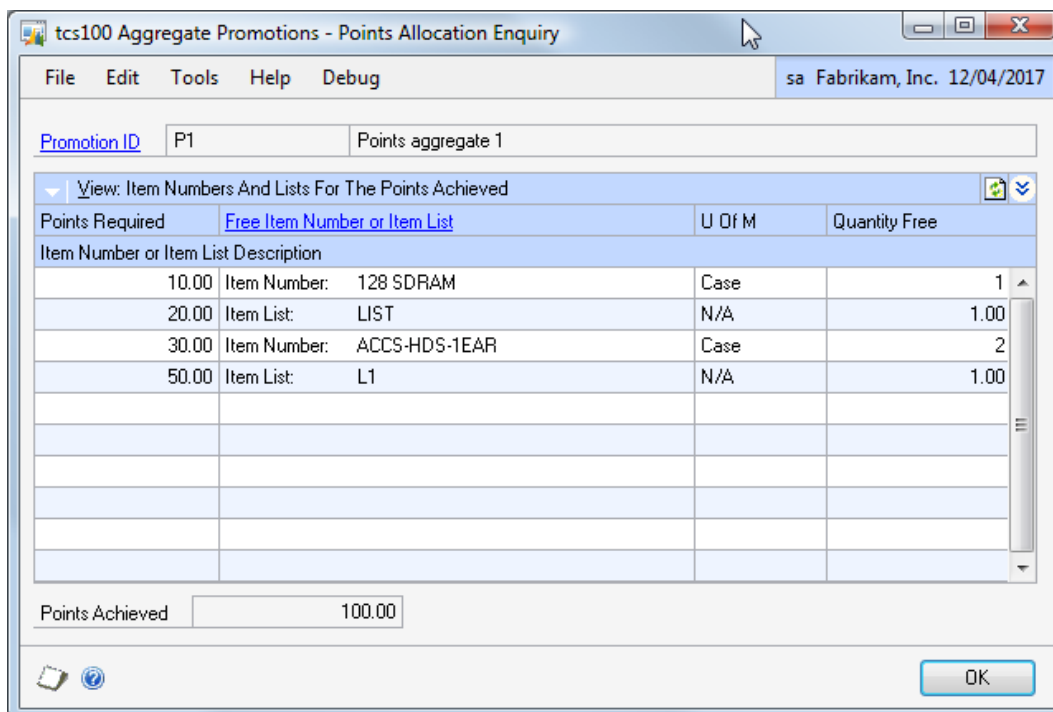 tcs100 Aggregate Promotions - Points Allocation Enquiry
File Edit Tools Help Debug sa Fabrikam, Inc. 12/04/2017
Promotion ID P1 Points aggregate 1
View: Item Numbers And Lists For The Points Achieved
Points Required Free Item Number or Item List U Of M Quantity Free
Item Number or Item List Description
10.00 Item Number: 128 SDRAM Case 1
20.00 Item List: LIST N/A 1.00
30.00 Item Number: ACCS-HDS-1EAR Case 2
50.00 Item List: L1 N/A 1.00
Points Achieved 100.00
OK